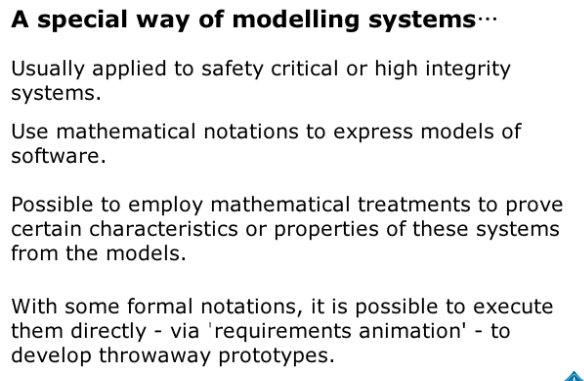 A special way of modelling systems…
Usually applied to safety critical or high integrity
systems.
Use mathematical notations to express models of
software.
Possible to employ mathematical treatments to prove
certain characteristics or properties of these systems
from the models.
With some formal notations, it is possible to execute
them directly - via 'requirements animation' - to
develop throwaway prototypes.